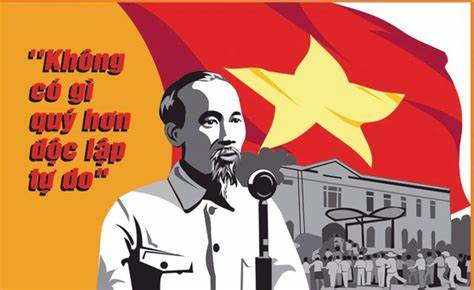 "Không
có gì
quý hơn
độc lập
tự do"